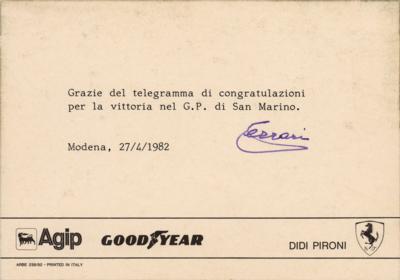 Grazie del telegramma di congratulazioni
per la vittoria nel G.P. di San Marino.
Modena, 27/4/1982
Ferrari
Agip GOODYEAR DIDI PIRONI
ARBE 259/82 - PRINTED IN ITALY